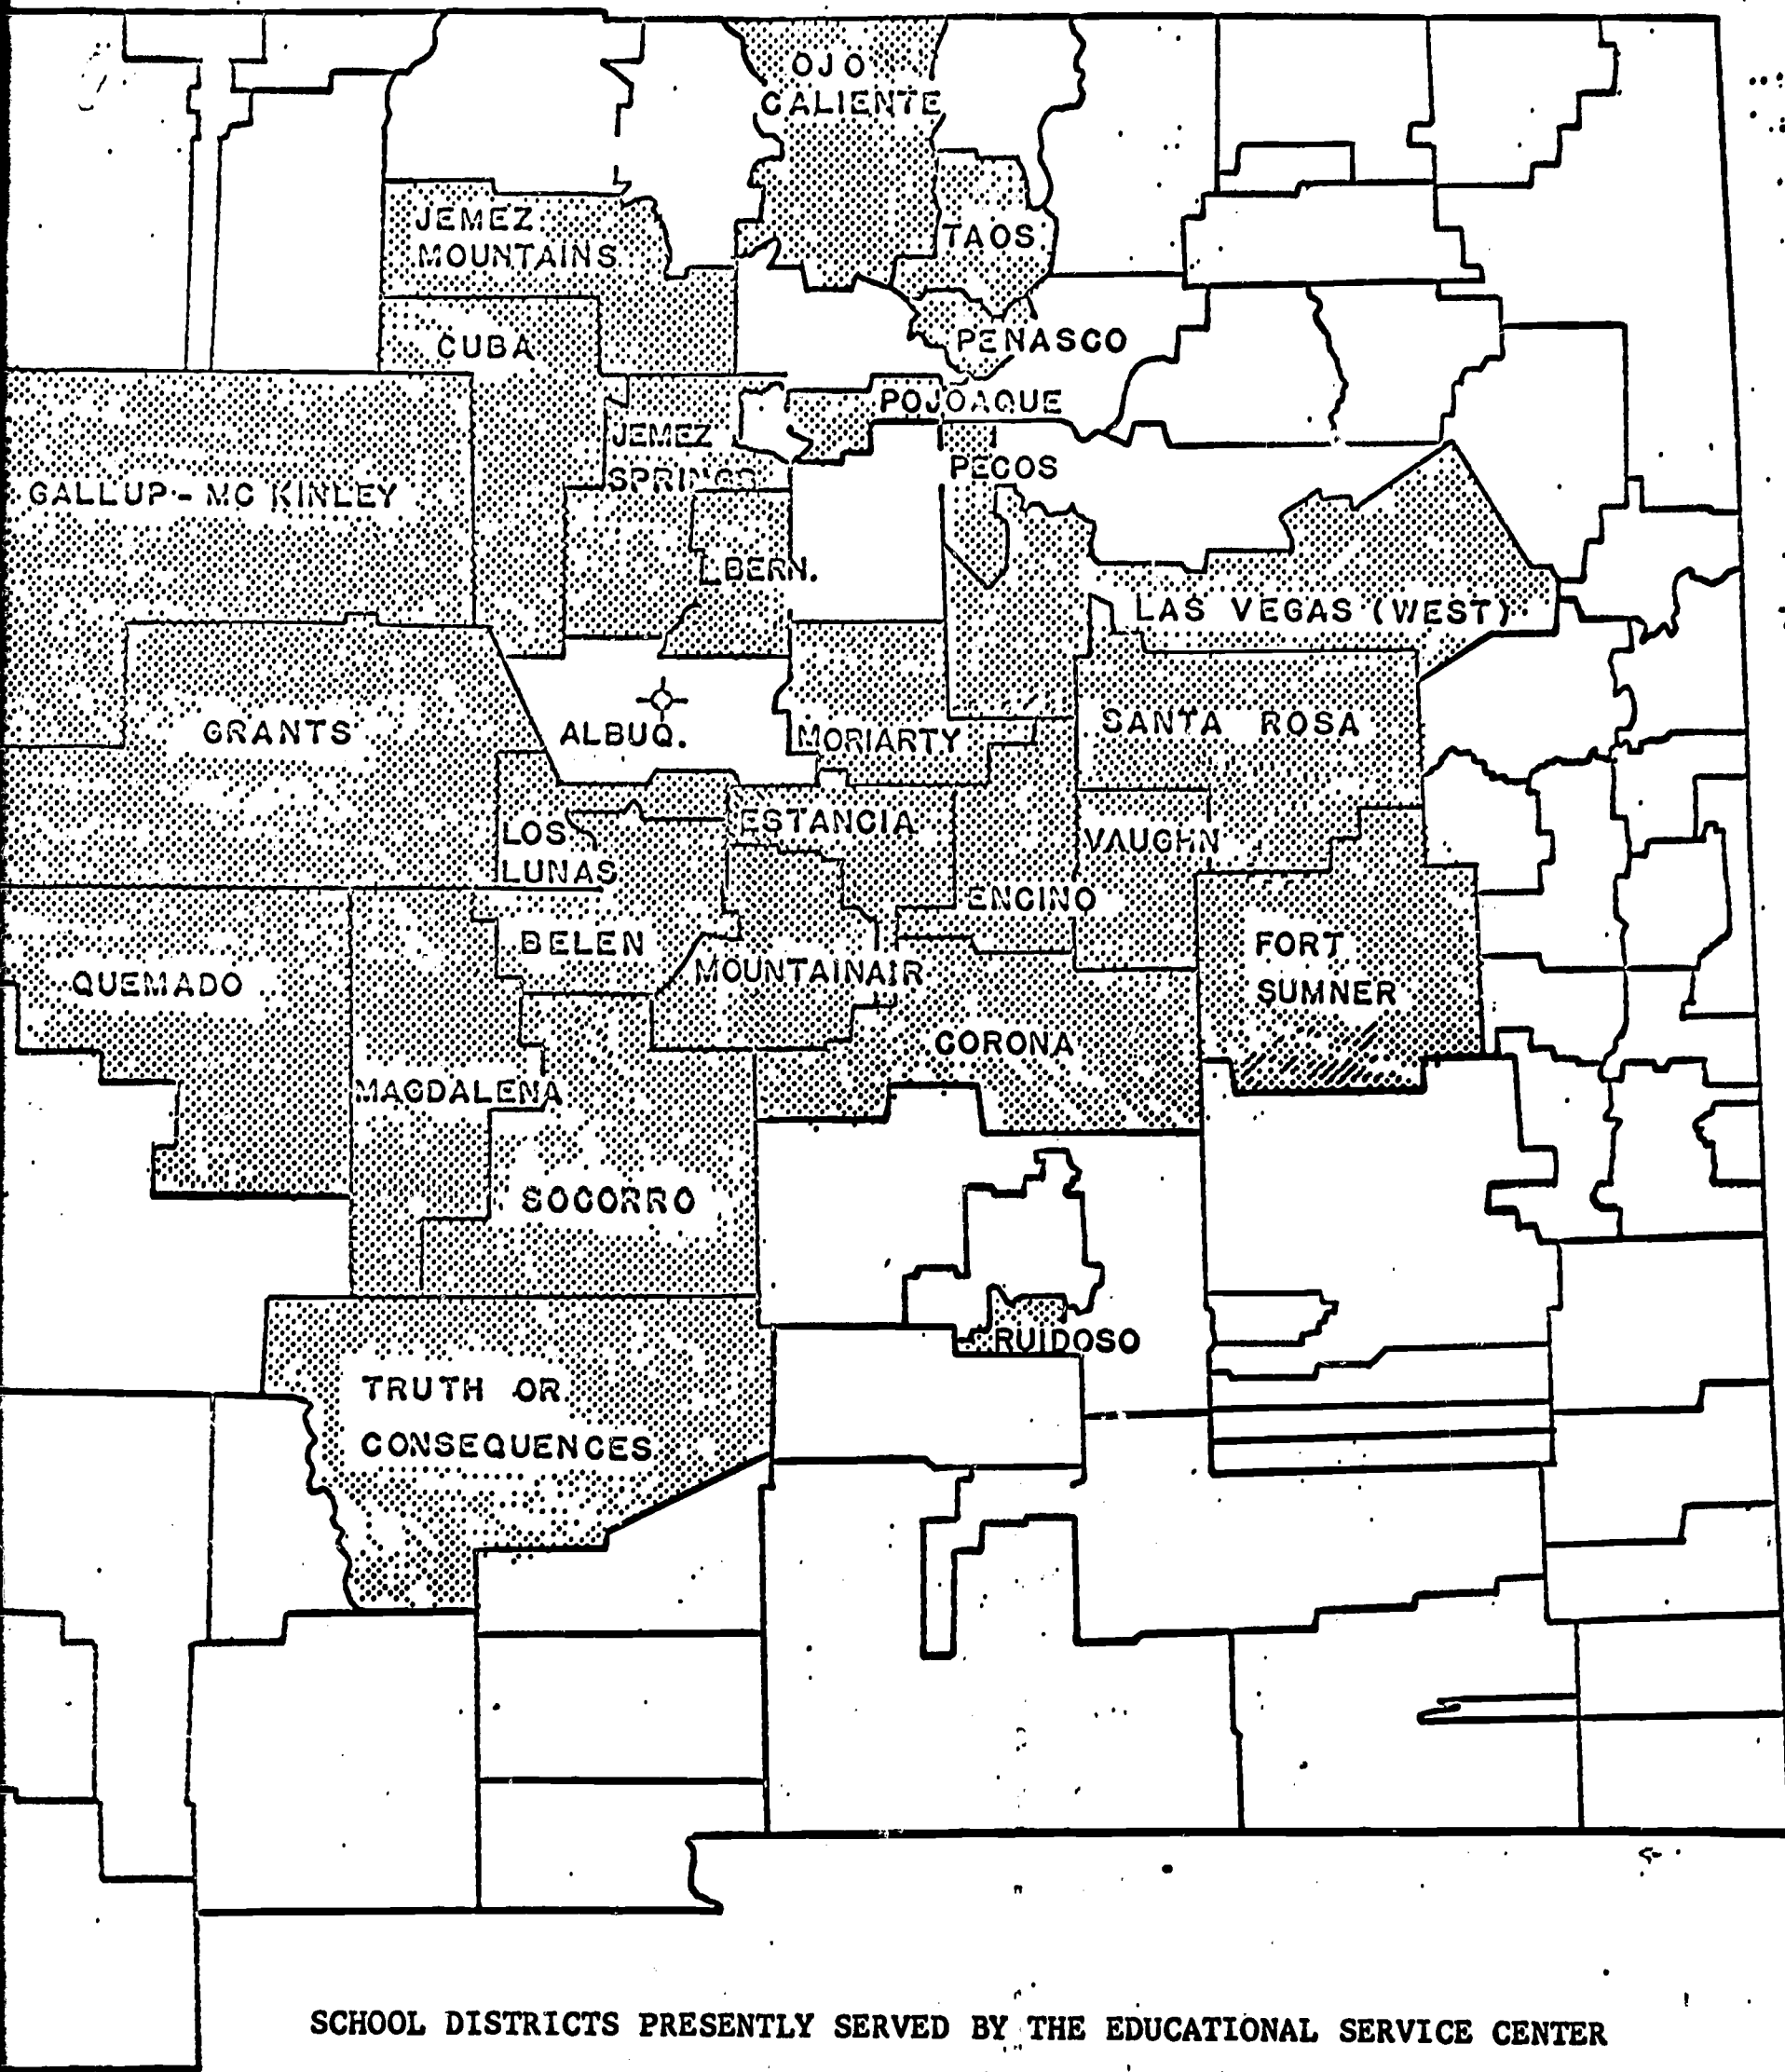 OJO
CALIENTE
JEMEZ
MOUNTAINS
TAOS
CUBA
PENASCO
POJOAQUE
JEMEZ
SPRINGS
PECOS
GALLUP - MC KINLEY
BERN.
LAS VEGAS (WEST)
GRANTS
ALBUQ.
MORIARTY
SANTA ROSA
LOS
LUNAS
ESTANCIA
VAUGHN
ENCINO
BELEN
FORT
SUMNER
QUEMADO
MOUNTAINAIR
CORONA
MAGDALENA
SOCORRO
RUIDOSO
TRUTH OR
CONSEQUENCES
SCHOOL DISTRICTS PRESENTLY SERVED BY THE EDUCATIONAL SERVICE CENTER